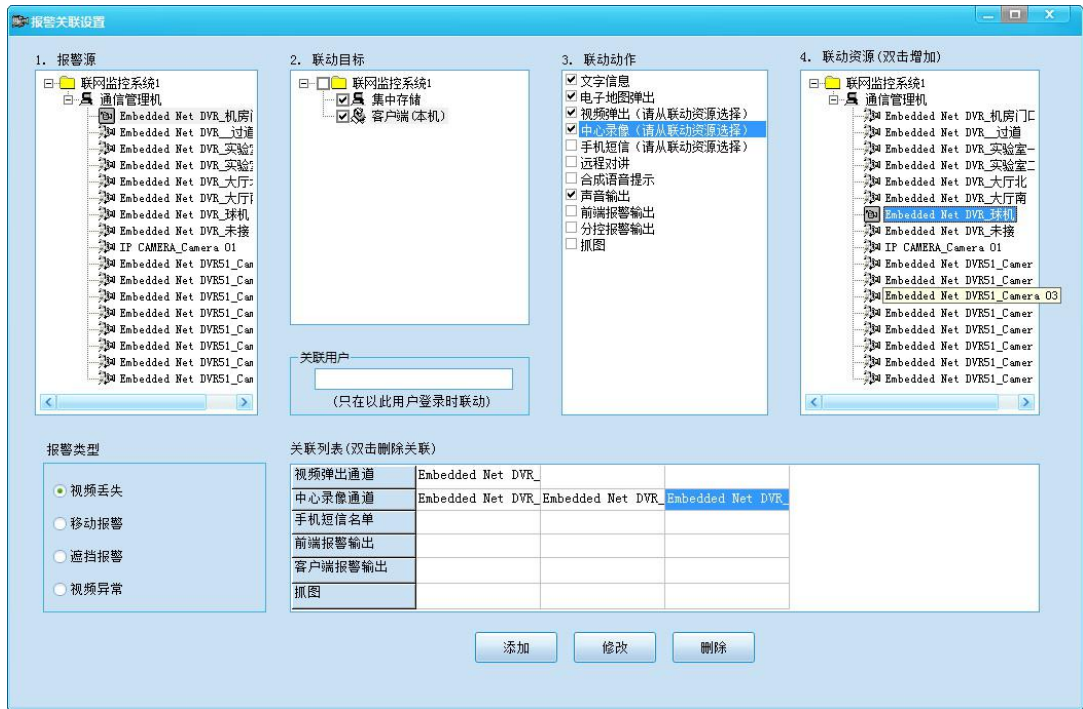 报警关联设置
1. 报警源
联网监控系统1
通信管理机
Embedded Net DVR_机房门
Embedded Net DVR__过道
Embedded Net DVR_实验
Embedded Net DVR_实验
Embedded Net DVR_大厅
Embedded Net DVR_大厅
Embedded Net DVR_球机
Embedded Net DVR_未接
IP CAMERA_Camera 01
Embedded Net DVR51_Cam
Embedded Net DVR51_Cam
Embedded Net DVR51_Cam
Embedded Net DVR51_Cam
Embedded Net DVR51_Cam
Embedded Net DVR51_Cam
Embedded Net DVR51_Cam
Embedded Net DVR51_Cam
2. 联动目标
联网监控系统1
集中存储
客户端(本机)
关联用户
(只在以此用户登录时联动)
3. 联动动作
文字信息
电子地图弹出
视频弹出（请从联动资源选择）
中心录像（请从联动资源选择）
手机短信（请从联动资源选择）
远程对讲
合成语音提示
声音输出
前端报警输出
分控报警输出
抓图
4. 联动资源(双击增加)
联网监控系统1
通信管理机
Embedded Net DVR_机房门口
Embedded Net DVR__过道
Embedded Net DVR_实验室一
Embedded Net DVR_实验室二
Embedded Net DVR_大厅北
Embedded Net DVR_大厅南
Embedded Net DVR_球机
Embedded Net DVR_未接
IP CAMERA_Camera 01
Embedded Net DVR51_Camer
Embedded Net DVR51_Camer
Embedded Net DVR51_Camera 03
Embedded Net DVR51_Camer
Embedded Net DVR51_Camer
Embedded Net DVR51_Camer
Embedded Net DVR51_Camer
Embedded Net DVR51_Camer
报警类型
视频丢失
移动报警
遮挡报警
视频异常
关联列表(双击删除关联)
视频弹出通道 Embedded Net DVR_
中心录像通道 Embedded Net DVR_ Embedded Net DVR_ Embedded Net DVR_
手机短信名单
前端报警输出
客户端报警输出
抓图
添加 修改 删除